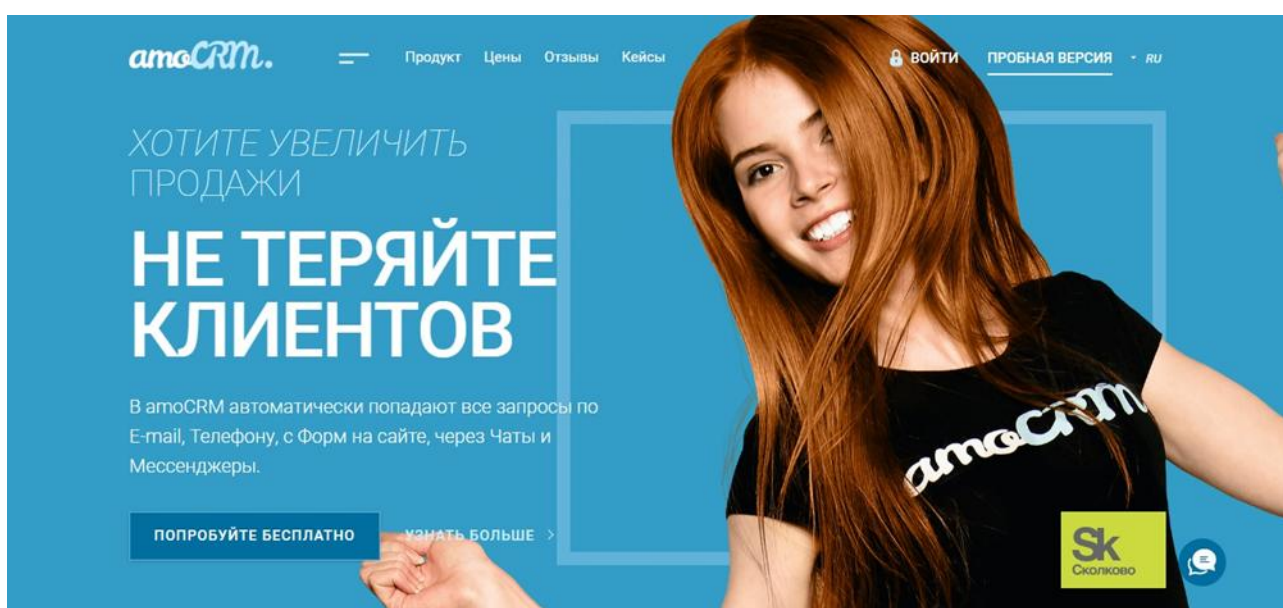 amoCRM.
Продукт Цены Отзывы Кейсы
ВОЙТИ ПРОБНАЯ ВЕРСИЯ RU
ХОТИТЕ УВЕЛИЧИТЬ
ПРОДАЖИ
НЕ ТЕРЯЙТЕ
КЛИЕНТОВ
В amoCRM автоматически попадают все запросы по
E-mail, Телефону, с Форм на сайте, через Чаты и
Мессенджеры.
ПОПРОБУЙТЕ БЕСПЛАТНО
УЗНАТЬ БОЛЬШЕ >
amoCRM
Sk
Сколково